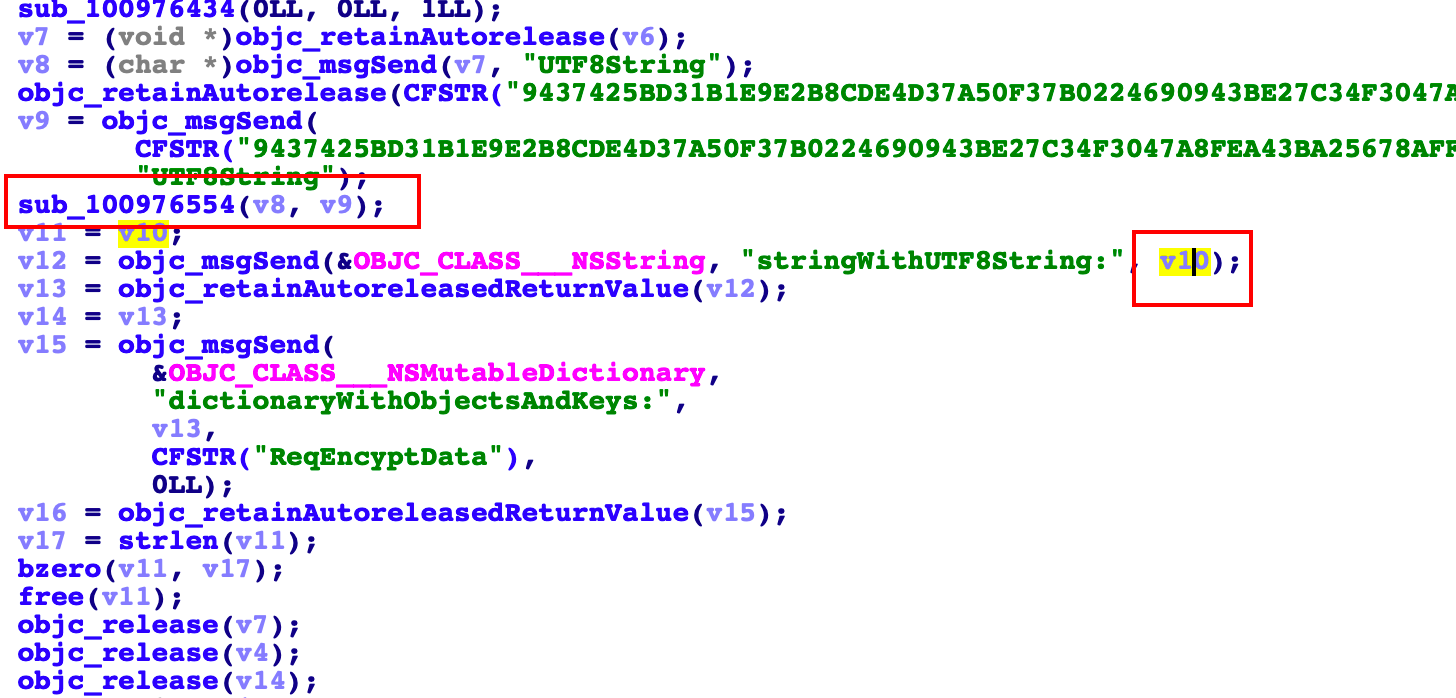 sub_100976434(0LL, 0LL, 1LL);
v7 = (void *)objc_retainAutorelease(v6);
v8 = (char *)objc_msgSend(v7, "UTF8String");
objc_retainAutorelease(CFSTR("9437425BD31B1E9E2B8CDE4D37A50F37B0224690943BE27C34F3047A
v9 = objc_msgSend(
CFSTR("9437425BD31B1E9E2B8CDE4D37A50F37B0224690943BE27C34F3047A8FEA43BA25678AFF
"UTF8String");
sub_100976554(v8, v9);
v11 = v10;
v12 = objc_msgSend(&OBJC_CLASS___NSString, "stringWithUTF8String:", v10);
v13 = objc_retainAutoreleasedReturnValue(v12);
v14 = v13;
v15 = objc_msgSend(
&OBJC_CLASS___NSMutableDictionary,
"dictionaryWithObjectsAndKeys:",
v13,
CFSTR("ReqEncyptData"),
0LL);
v16 = objc_retainAutoreleasedReturnValue(v15);
v17 = strlen(v11);
bzero(v11, v17);
free(v11);
objc_release(v7);
objc_release(v4);
objc_release(v14);